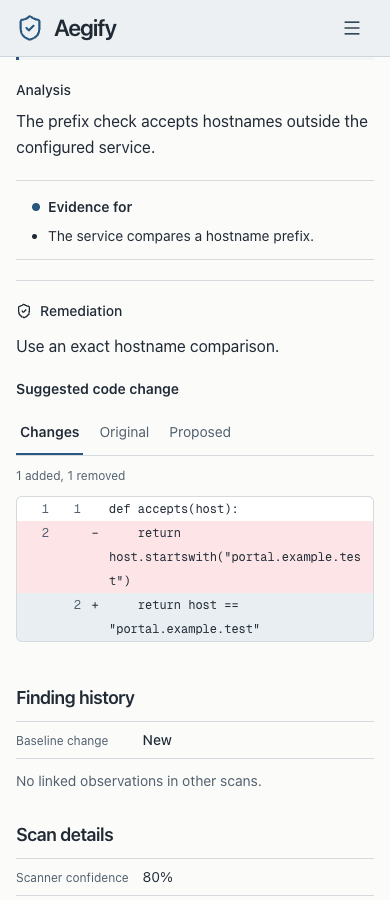 Aegify
Analysis
The prefix check accepts hostnames outside the
configured service.
Evidence for
• The service compares a hostname prefix.
Remediation
Use an exact hostname comparison.
Suggested code change
Changes Original Proposed
1 added, 1 removed
1 1 def accepts(host):
2 − return
host.startswith("portal.example.tes
t")
2 + return host ==
"portal.example.test"
Finding history
Baseline change New
No linked observations in other scans.
Scan details
Scanner confidence 80%